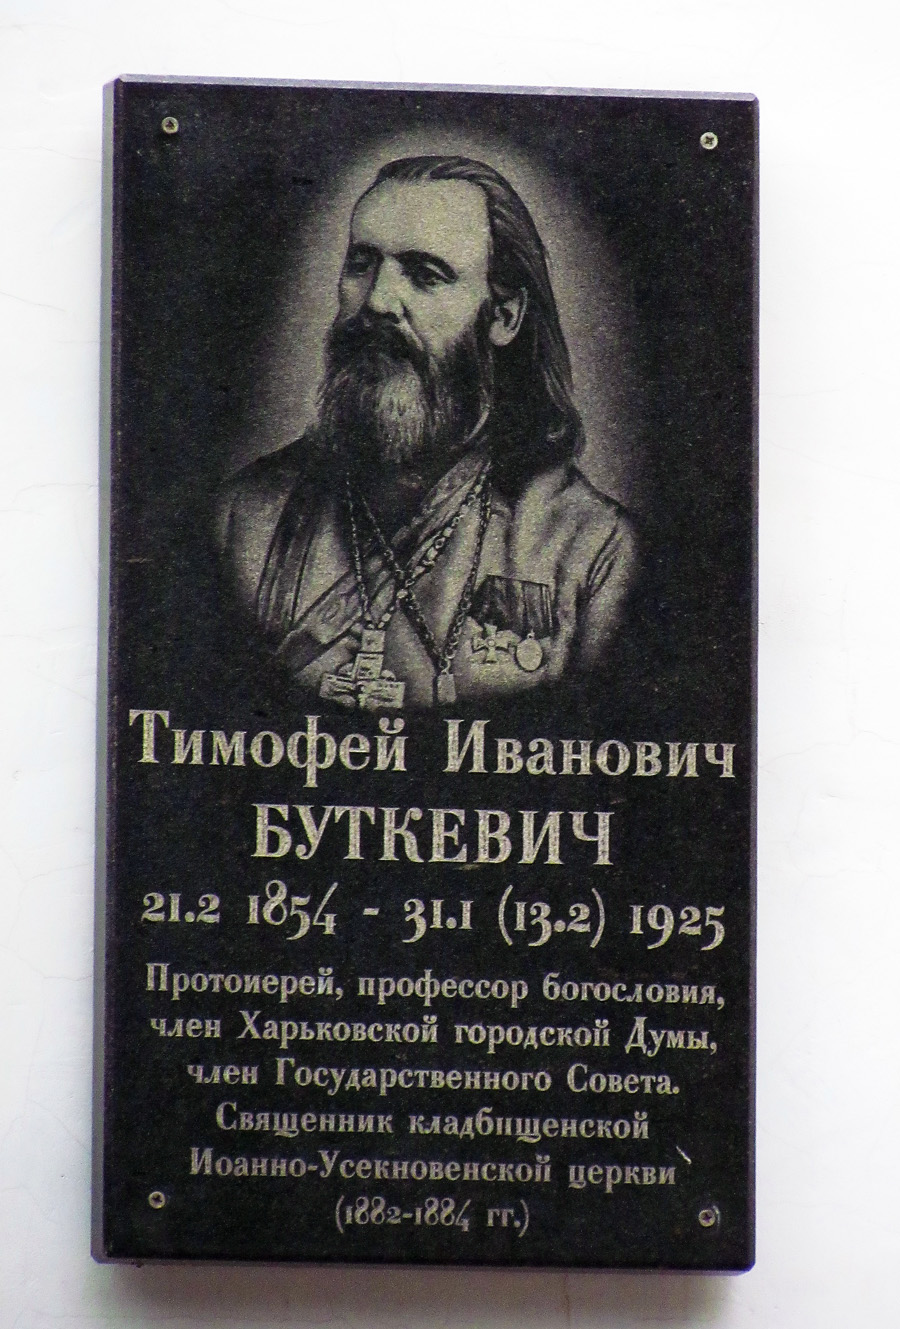 Тимофей Иванович
БУТКЕВИЧ
21.2 1854 - 31.1 (13.2) 1925
Протоиерей, профессор богословия,
член Харьковской городской Думы,
член Государственного Совета.
Священник кладбищенской
Иоанно-Усекновенской церкви
(1882-1884 гг.)